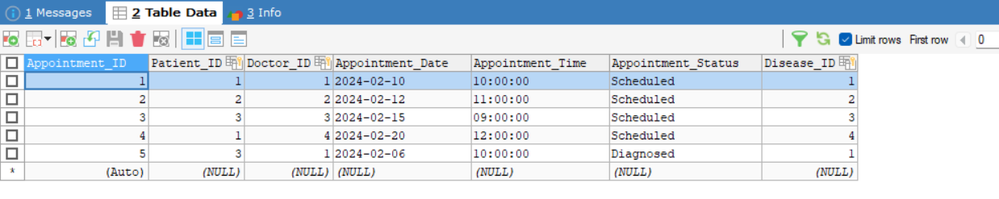 1 Messages 2 Table Data 3 Info
Limit rows First row 0
Appointment_ID Patient_ID Doctor_ID Appointment_Date Appointment_Time Appointment_Status Disease_ID
1 1 1 2024-02-10 10:00:00 Scheduled 1
2 2 2 2024-02-12 11:00:00 Scheduled 2
3 3 3 2024-02-15 09:00:00 Scheduled 3
4 1 4 2024-02-20 12:00:00 Scheduled 4
5 3 1 2024-02-06 10:00:00 Diagnosed 1
* (Auto) (NULL) (NULL) (NULL) (NULL) (NULL) (NULL)